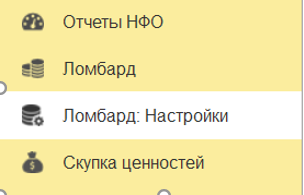 Отчеты НФО
Ломбард
Ломбард: Настройки
Скупка ценностей